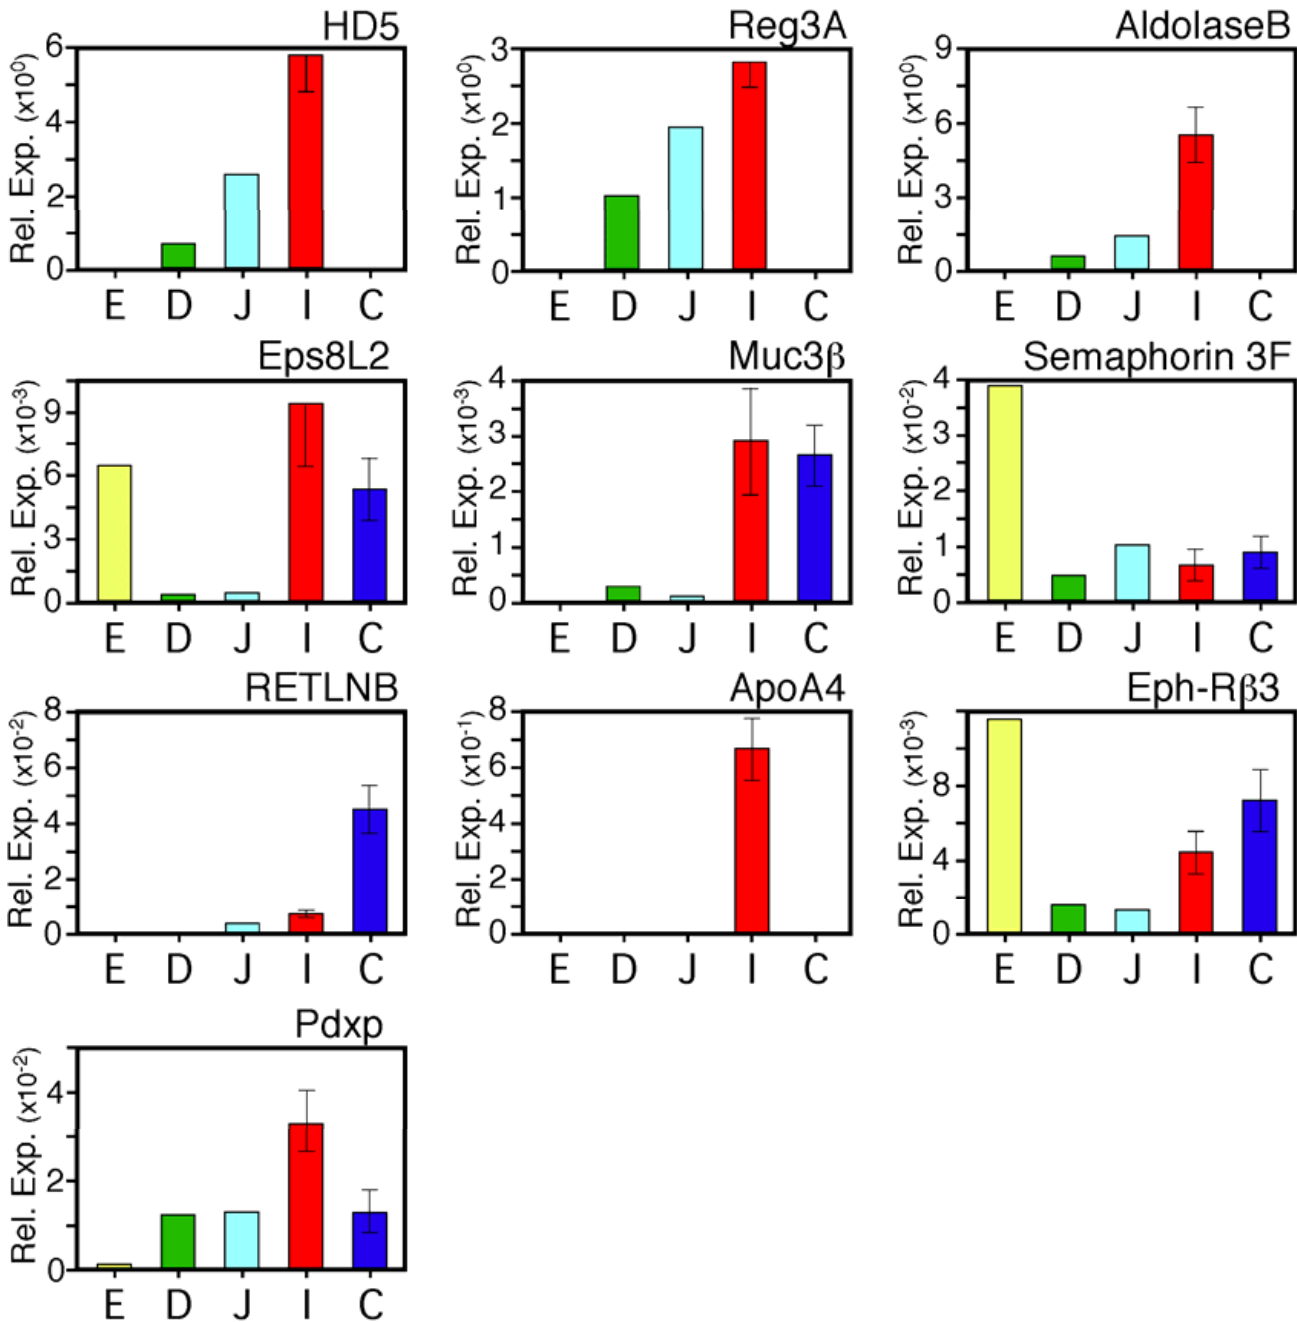 HD5
Rel. Exp. (x10⁰)
6
4
2
0
E D J I C
Reg3A
Rel. Exp. (x10⁰)
3
2
1
0
E D J I C
AldolaseB
Rel. Exp. (x10⁰)
9
6
3
0
E D J I C
Eps8L2
Rel. Exp. (x10⁻³)
9
6
3
0
E D J I C
Muc3β
Rel. Exp. (x10⁻³)
4
3
2
1
0
E D J I C
Semaphorin 3F
Rel. Exp. (x10⁻²)
4
3
2
1
0
E D J I C
RETLNB
Rel. Exp. (x10⁻²)
8
6
4
2
0
E D J I C
ApoA4
Rel. Exp. (x10⁻¹)
8
6
4
2
0
E D J I C
Eph-Rβ3
Rel. Exp. (x10⁻³)
8
4
0
E D J I C
Pdxp
Rel. Exp. (x10⁻²)
4
2
0
E D J I C